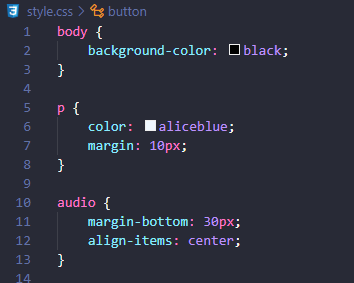 style.css > button
1 body {
2 background-color: black;
3 }
4
5 p {
6 color: aliceblue;
7 margin: 10px;
8 }
9
10 audio {
11 margin-bottom: 30px;
12 align-items: center;
13 }
14